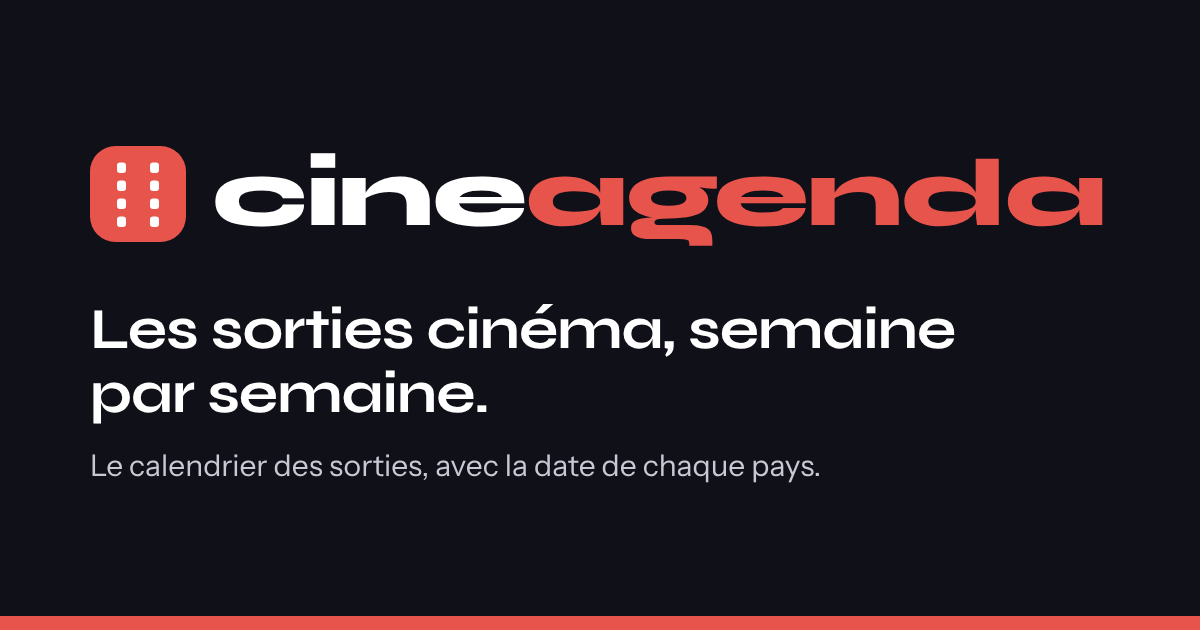 cineagenda
Les sorties cinéma, semaine
par semaine.
Le calendrier des sorties, avec la date de chaque pays.